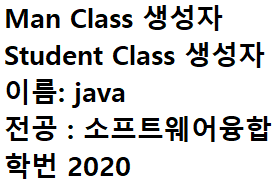 Man Class 생성자
Student Class 생성자
이름: java
전공 : 소프트웨어융합
학번 2020